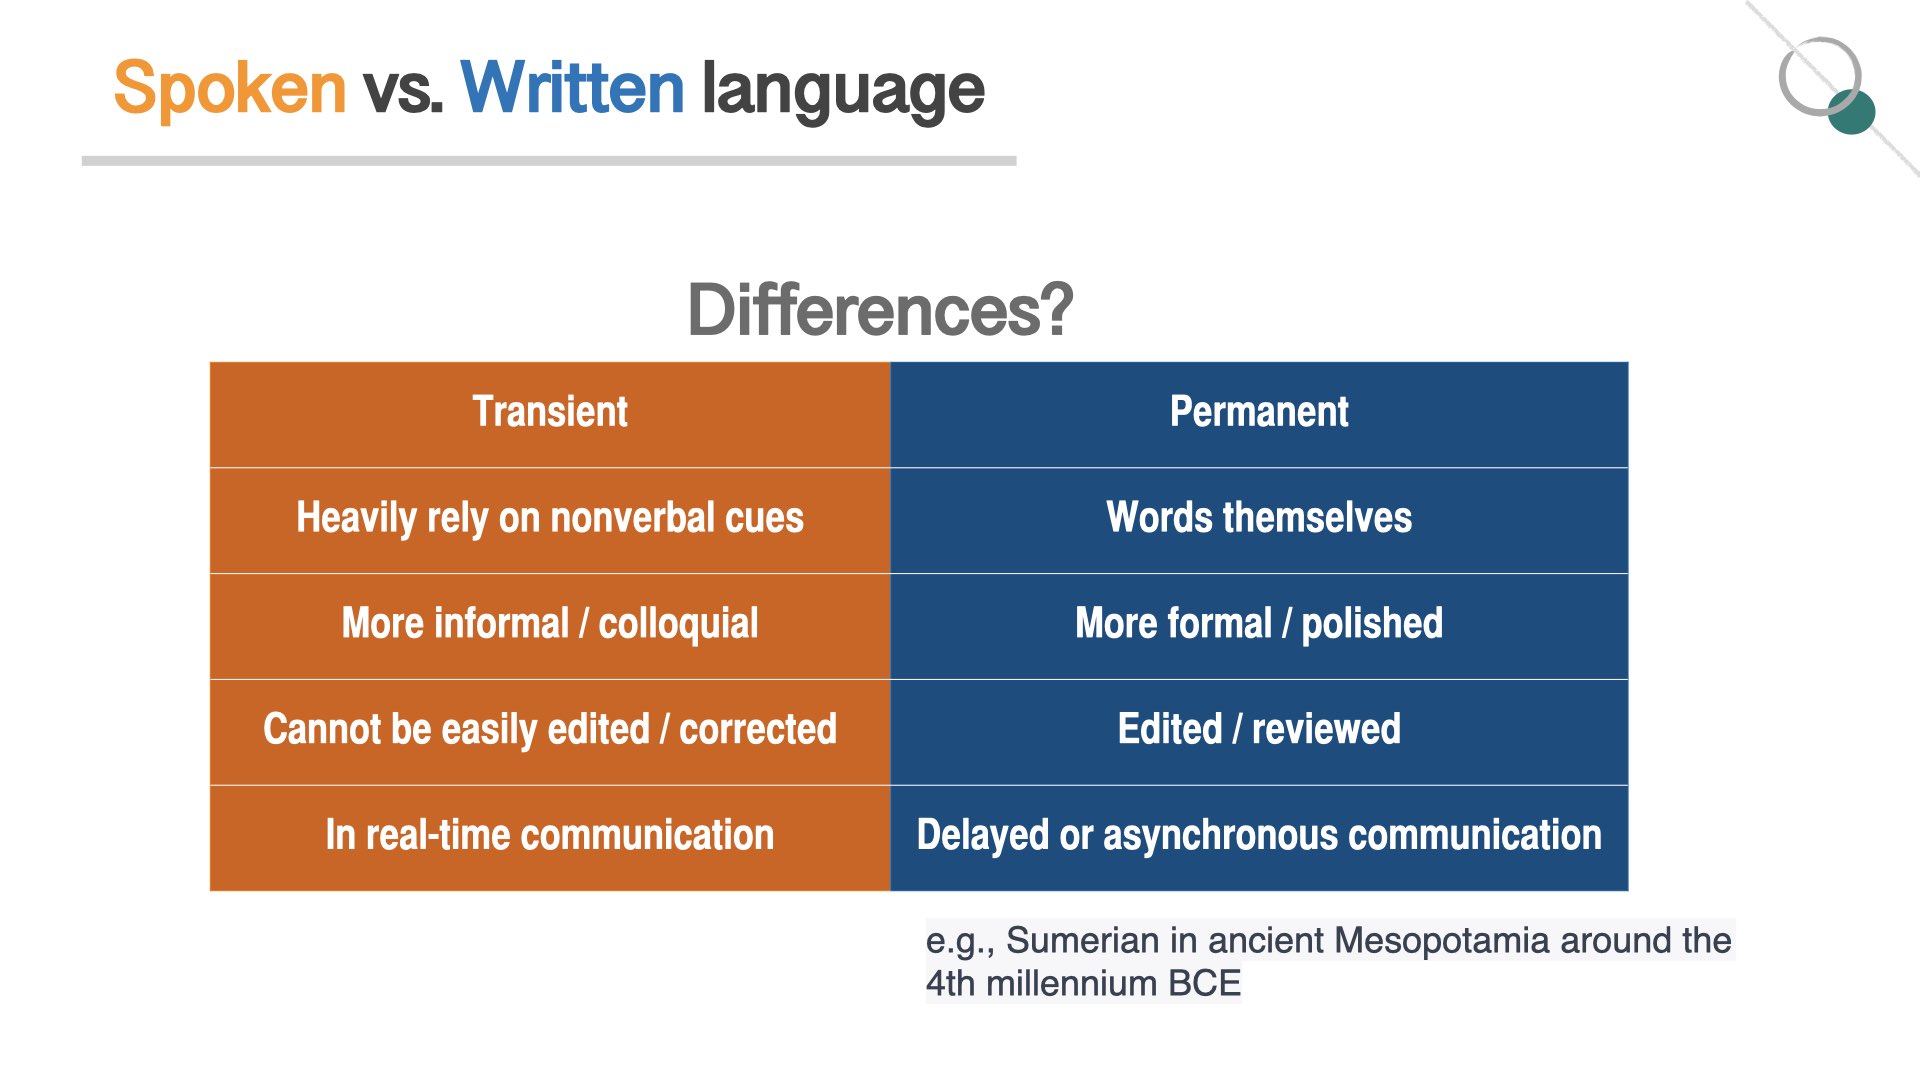 Spoken vs. Written language
Differences?
Transient
Permanent
Heavily rely on nonverbal cues
Words themselves
More informal / colloquial
More formal / polished
Cannot be easily edited / corrected
Edited / reviewed
In real-time communication
Delayed or asynchronous communication
e.g., Sumerian in ancient Mesopotamia around the
4th millennium BCE